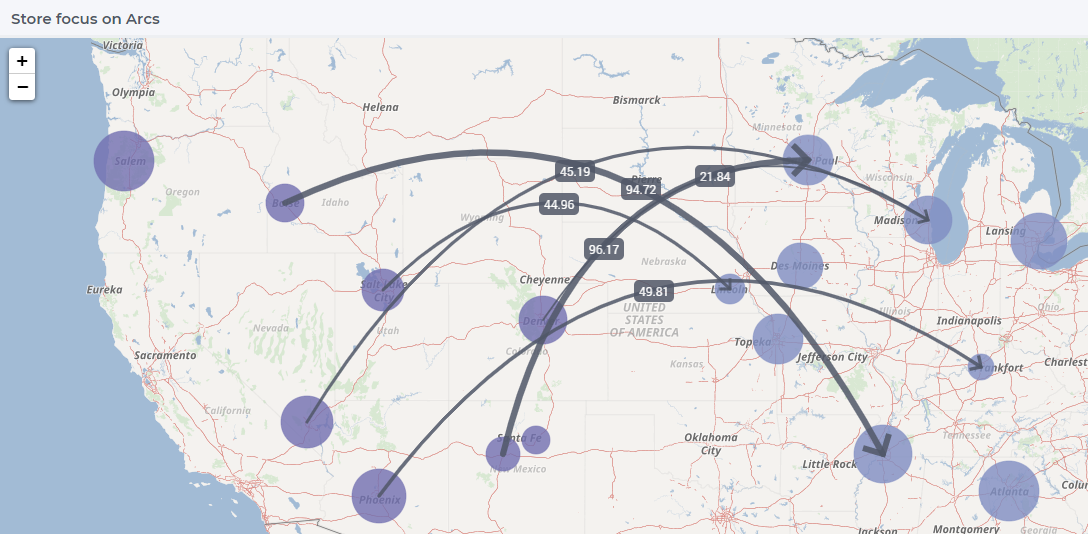 Store focus on Arcs
+
−
Victoria
Olympia
Helena
Bismarck
Minnesota
Salem
Oregon
Boise
Idaho
45.19
Pierre
94.72
21.84
Paul
Wisconsin
44.96
Wyoming
Madison
Lansing
96.17
Nebraska
Des Moines
Eureka
Salt Lake
City
Cheyenne
49.81
Lincoln
UNITED
STATES
OF AMERICA
Illinois
Ohio
Indianapolis
Nevada
Utah
Denver
Colorado
Topeka
Jefferson City
Sacramento
Kansas
Frankfort
Charlest
California
Santa Fe
New Mexico
Oklahoma
City
Tennessee
Little Rock
Phoenix
Atlanta
Colu
Jackson
Montgomery
Georgia